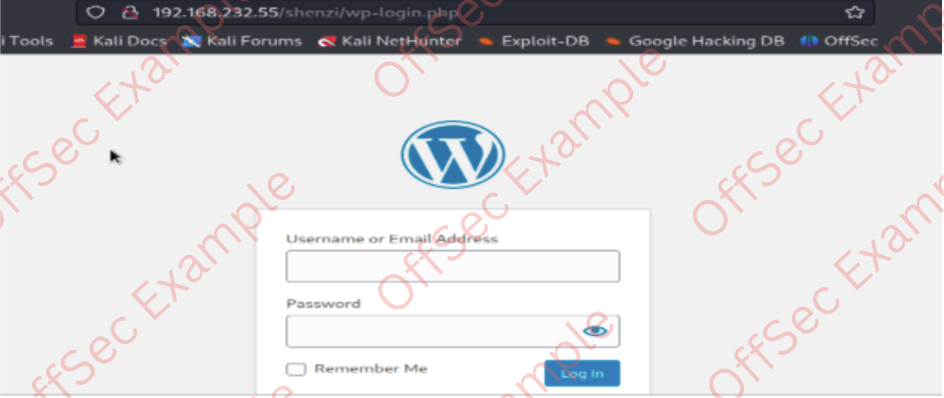 192.168.232.55/shenzi/wp-login.php
i Tools Kali Docs Kali Forums Kali NetHunter Exploit-DB Google Hacking DB OffSec
Username or Email Address
Password
Remember Me Log In
OffSec Example
OffSec Example
OffSec Example
OffSec Example
OffSec Example
OffSec Example